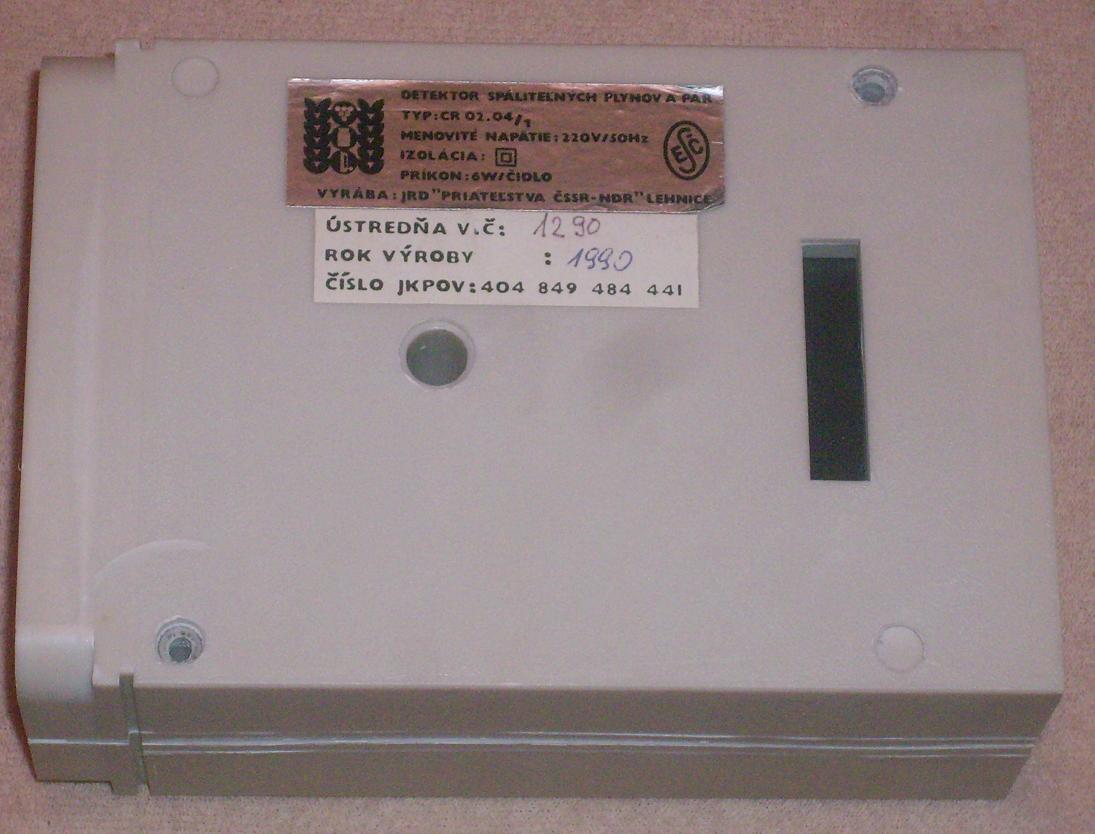 DETEKTOR SPÁLITEĽNÝCH PLYNOV A PÁR
TYP: CR 02.04/1
MENOVITÉ NAPÄTIE: 220V/50Hz
IZOLÁCIA:
PRÍKON: 6W/ČIDLO
EŠČ
VYRÁBA: JRD "PRIATEĽSTVA ČSSR-NDR" LEHNICE
ÚSTREDŇA V.Č: 1290
ROK VÝROBY : 1990
ČÍSLO JKPOV: 404 849 484 441